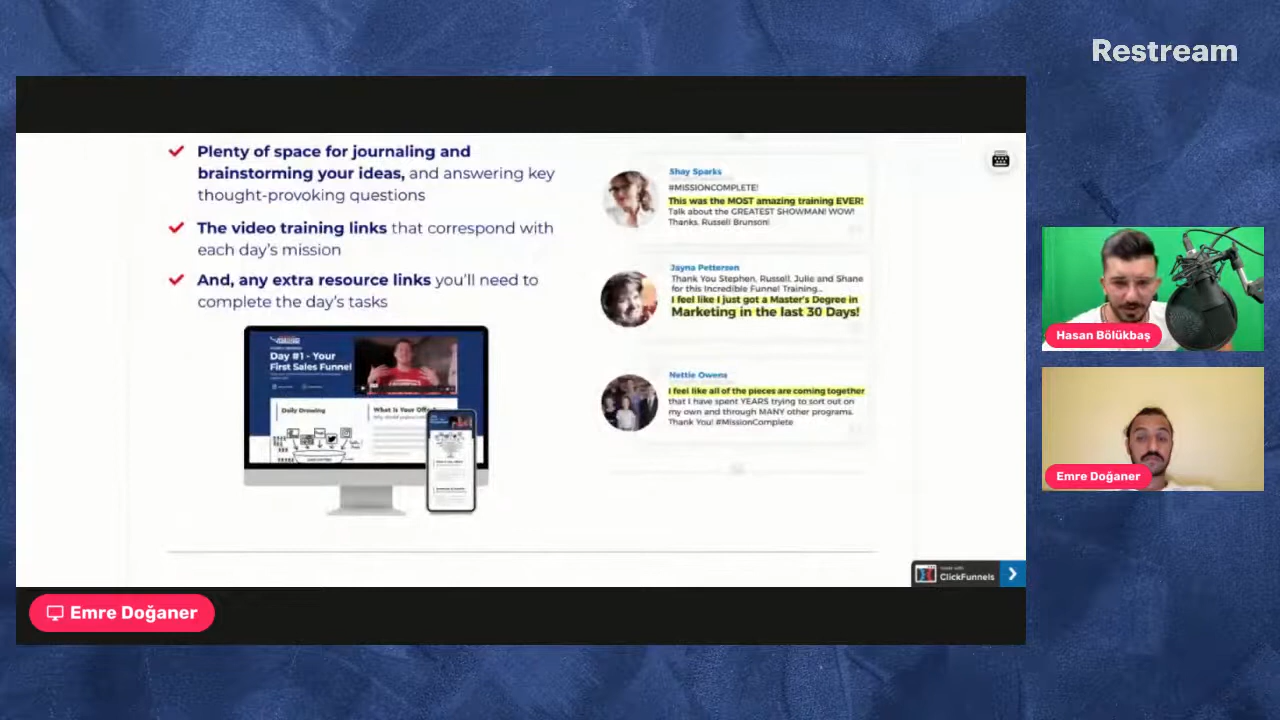 Restream
Plenty of space for journaling and
brainstorming your ideas, and answering key
thought-provoking questions
The video training links that correspond with
each day's mission
And, any extra resource links you'll need to
complete the day's tasks
Day #1 - Your
First Sales Funnel
Daily Drawing
What Is Your
Shay Sparks
#MISSIONCOMPLETE!
This was the MOST amazing training EVER!
Talk about the GREATEST SHOWMAN! WOW!
Thanks, Russell Brunson!
Jayna Petterzen
Thank You Stephen, Russell, Julie and Shane
for this Incredible Funnel Training...
I feel like I just got a Master's Degree in
Marketing in the last 30 Days!
Nettie Owens
I feel like all of the pieces are coming together
that I have spent YEARS trying to sort out on
my own and through MANY other programs.
Thank You! #MissionComplete
ClickFunnels
Hasan Bölükbaş
Emre Doğaner
Emre Doğaner